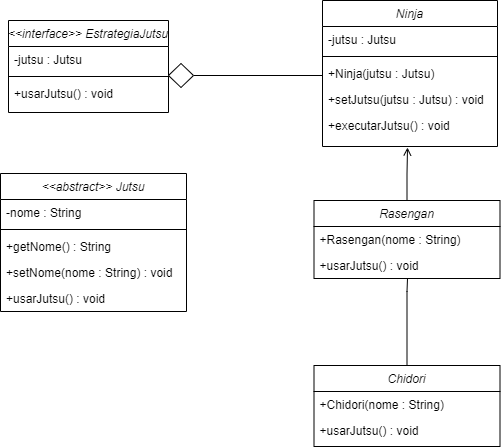 <<interface>> EstrategiaJutsu
-jutsu : Jutsu
+usarJutsu() : void
Ninja
-jutsu : Jutsu
+Ninja(jutsu : Jutsu)
+setJutsu(jutsu : Jutsu) : void
+executarJutsu() : void
<<abstract>> Jutsu
-nome : String
+getNome() : String
+setNome(nome : String) : void
+usarJutsu() : void
Rasengan
+Rasengan(nome : String)
+usarJutsu() : void
Chidori
+Chidori(nome : String)
+usarJutsu() : void